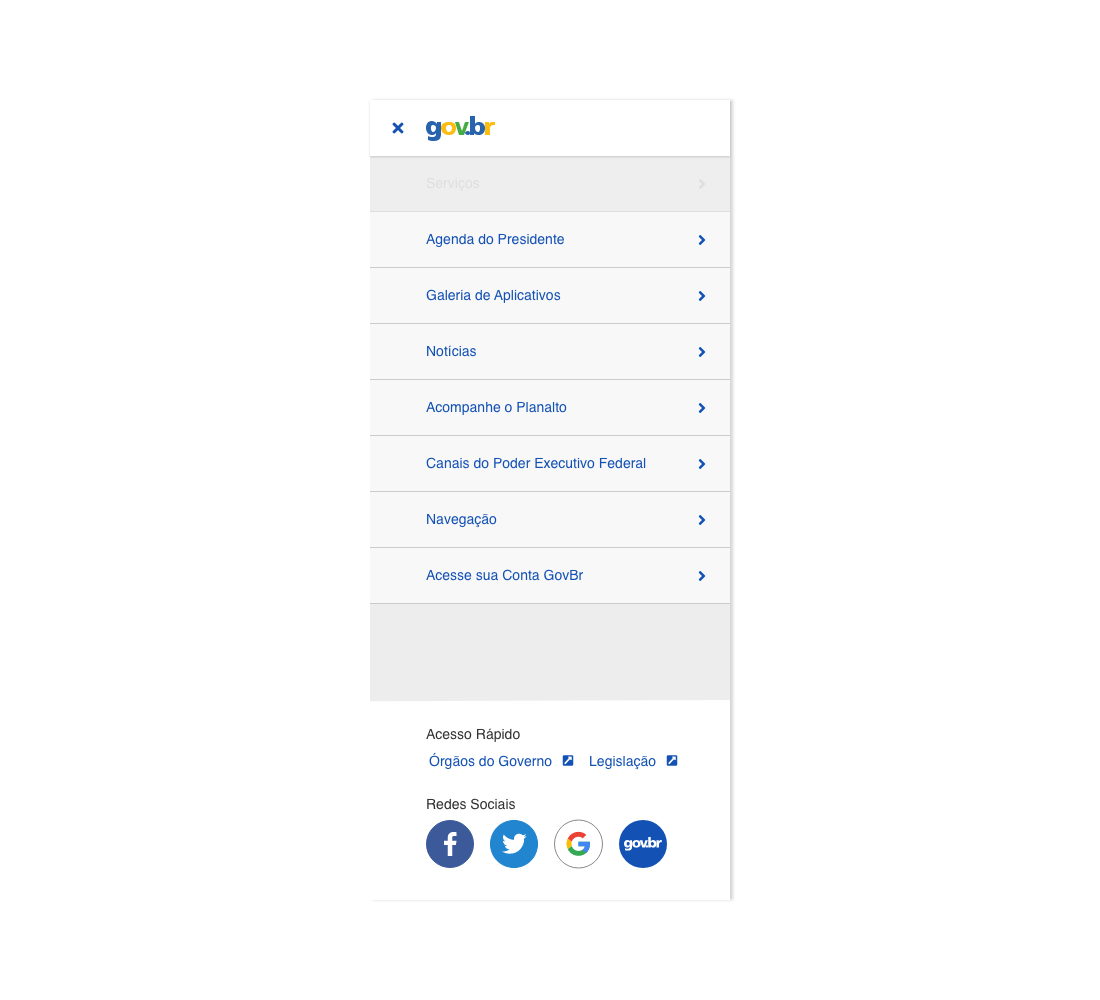 gov.br
Serviços
Agenda do Presidente
Galeria de Aplicativos
Notícias
Acompanhe o Planalto
Canais do Poder Executivo Federal
Navegação
Acesse sua Conta GovBr
Acesso Rápido
Órgãos do Governo Legislação
Redes Sociais
gov.br